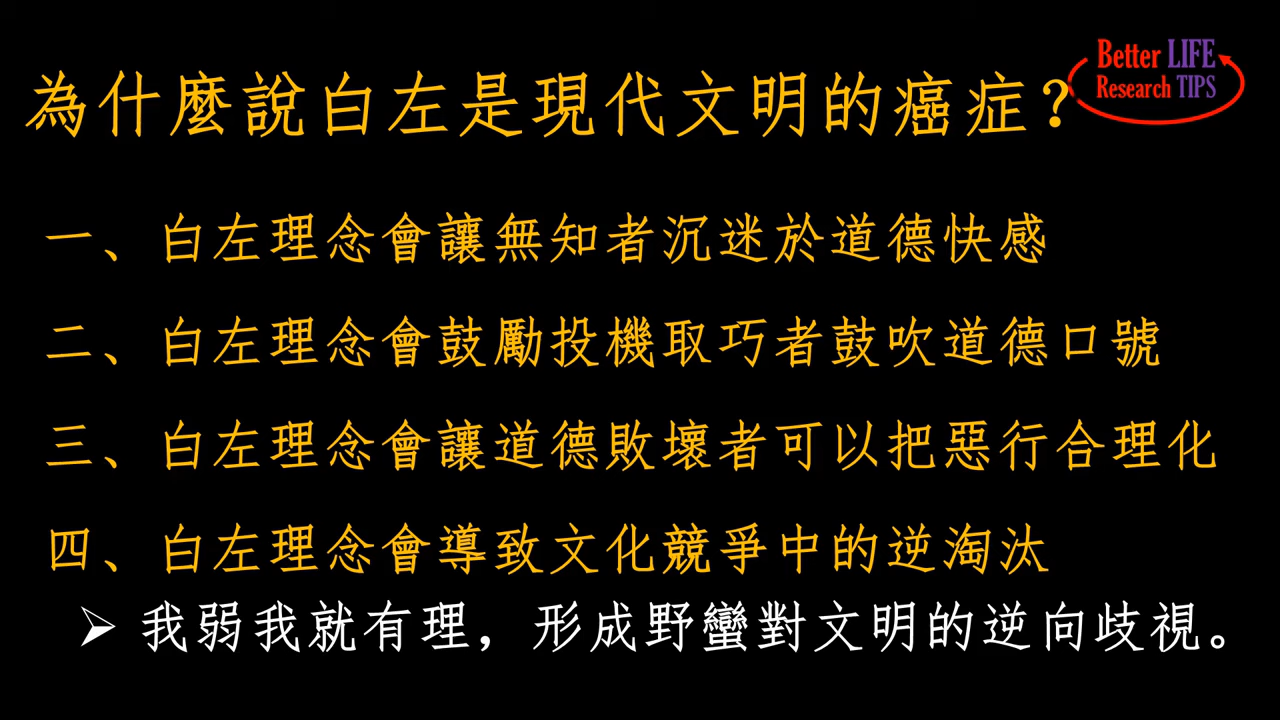 為什麼說白左是現代文明的癌症？
Better LIFE
Research TIPS
一、白左理念會讓無知者沉迷於道德快感
二、白左理念會鼓勵投機取巧者鼓吹道德口號
三、白左理念會讓道德敗壞者可以把惡行合理化
四、白左理念會導致文化競爭中的逆淘汰
➢ 我弱我就有理，形成野蠻對文明的逆向歧視。